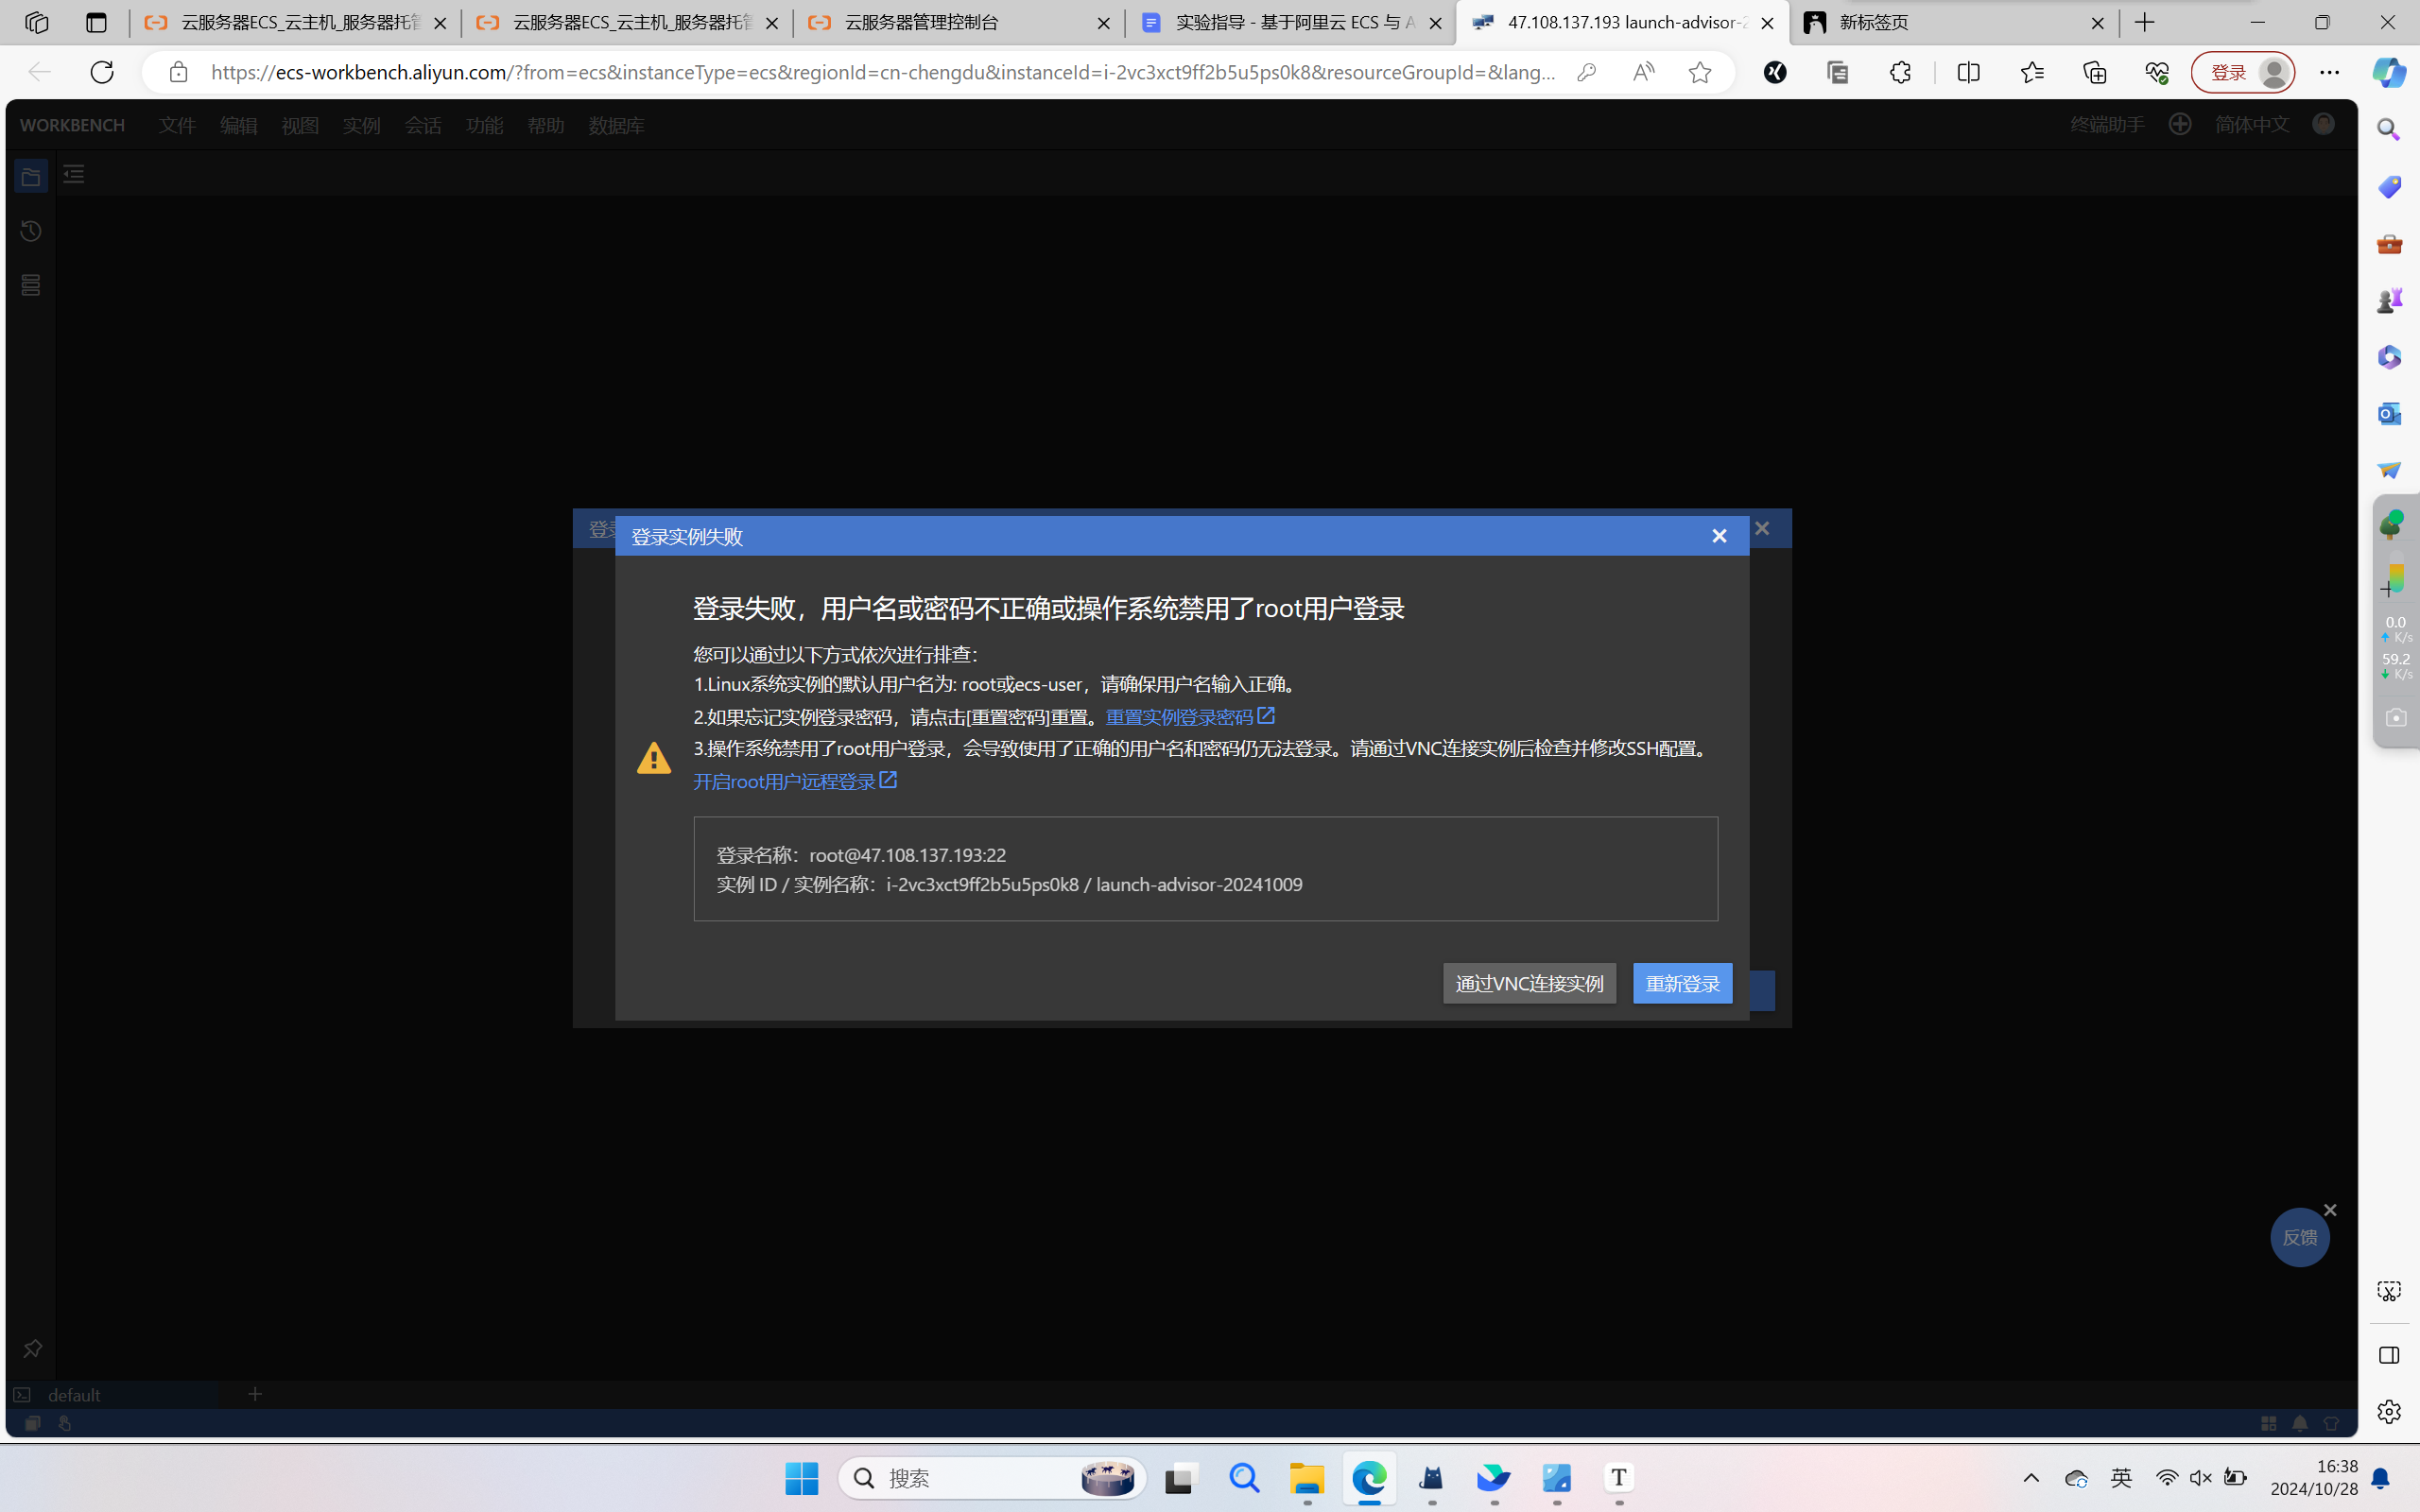 云服务器ECS_云主机_服务器托管
云服务器ECS_云主机_服务器托管
云服务器管理控制台
实验指导 - 基于阿里云 ECS 与 A
47.108.137.193 launch-advisor-2
新标签页
https://ecs-workbench.aliyun.com/?from=ecs&instanceType=ecs&regionId=cn-chengdu&instanceId=i-2vc3xct9ff2b5u5ps0k8&resourceGroupId=&lang...
登录
WORKBENCH 文件 编辑 视图 实例 会话 功能 帮助 数据库
终端助手 简体中文
登录实例失败
登录失败，用户名或密码不正确或操作系统禁用了root用户登录
您可以通过以下方式依次进行排查：
1.Linux系统实例的默认用户名为: root或ecs-user，请确保用户名输入正确。
2.如果忘记实例登录密码，请点击[重置密码]重置。重置实例登录密码
3.操作系统禁用了root用户登录，会导致使用了正确的用户名和密码仍无法登录。请通过VNC连接实例后检查并修改SSH配置。
开启root用户远程登录
登录名称：root@47.108.137.193:22
实例 ID / 实例名称：i-2vc3xct9ff2b5u5ps0k8 / launch-advisor-20241009
通过VNC连接实例 重新登录
0.0
K/s
59.2
K/s
反馈
default
搜索
英
16:38
2024/10/28